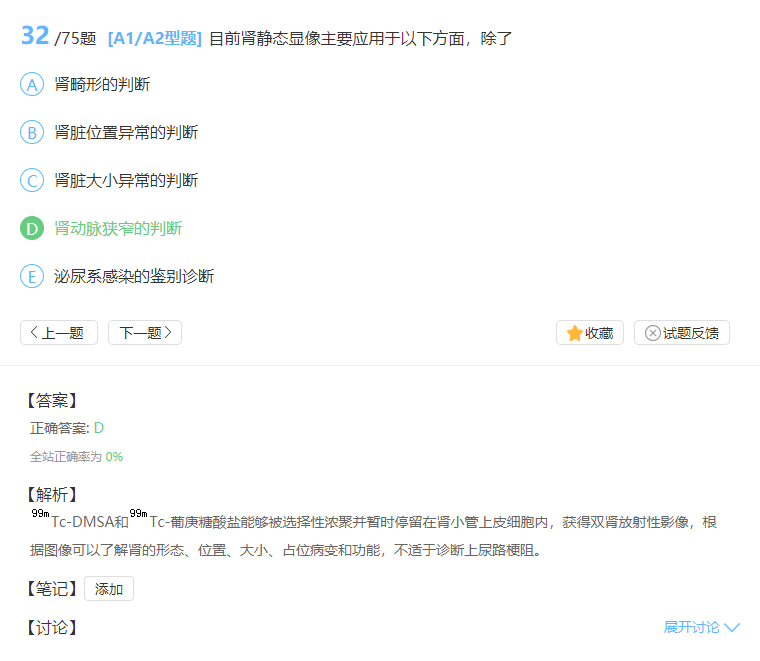 32 /75题 [A1/A2型题] 目前肾静态显像主要应用于以下方面，除了
A 肾畸形的判断
B 肾脏位置异常的判断
C 肾脏大小异常的判断
D 肾动脉狭窄的判断
E 泌尿系感染的鉴别诊断
上一题 下一题 收藏 试题反馈
【答案】
正确答案: D
全站正确率为 0%
【解析】
99mTc-DMSA和99mTc-葡庚糖酸盐能够被选择性浓聚并暂时停留在肾小管上皮细胞内，获得双肾放射性影像，根
据图像可以了解肾的形态、位置、大小、占位病变和功能，不适于诊断上尿路梗阻。
【笔记】 添加
【讨论】 展开讨论